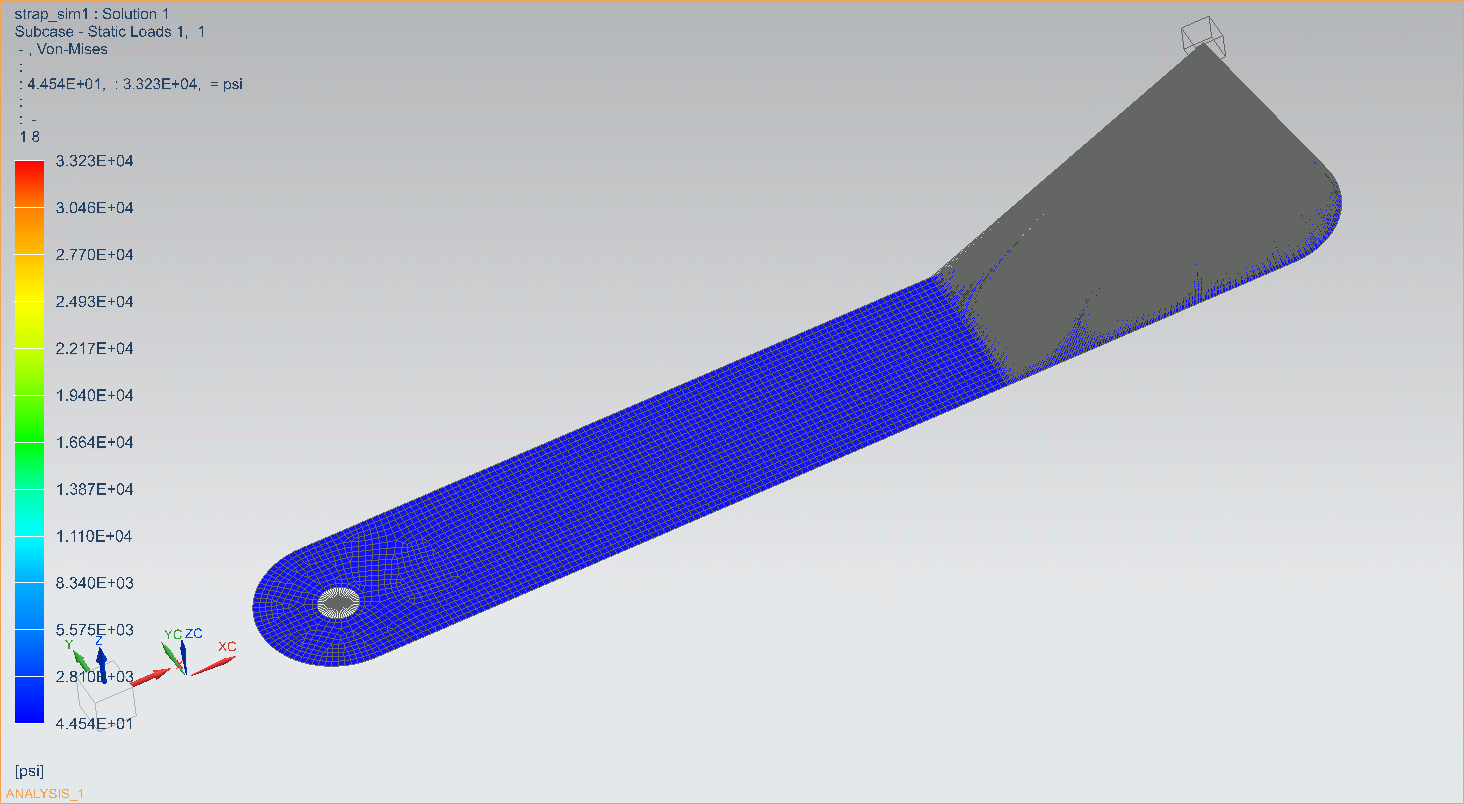 strap_sim1 : Solution 1
Subcase - Static Loads 1, 1
- , Von-Mises
:
: 4.454E+01, : 3.323E+04, = psi
:
: -
1 8
3.323E+04
3.046E+04
2.770E+04
2.493E+04
2.217E+04
1.940E+04
1.664E+04
1.387E+04
1.110E+04
8.340E+03
5.575E+03
2.810E+03
4.454E+01
[psi]
Y
Z
X
YC
ZC
XC
ANALYSIS_1